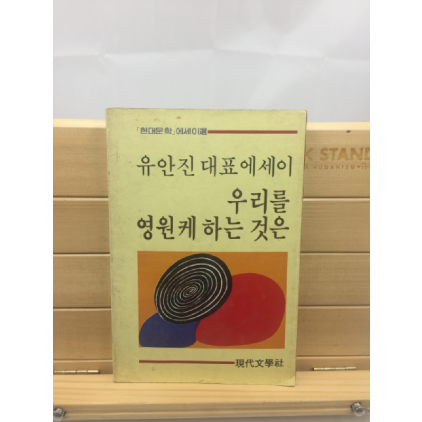 「현대문학」에세이選
유안진 대표에세이
우리를
영원케 하는 것은
現代文學社
STAND